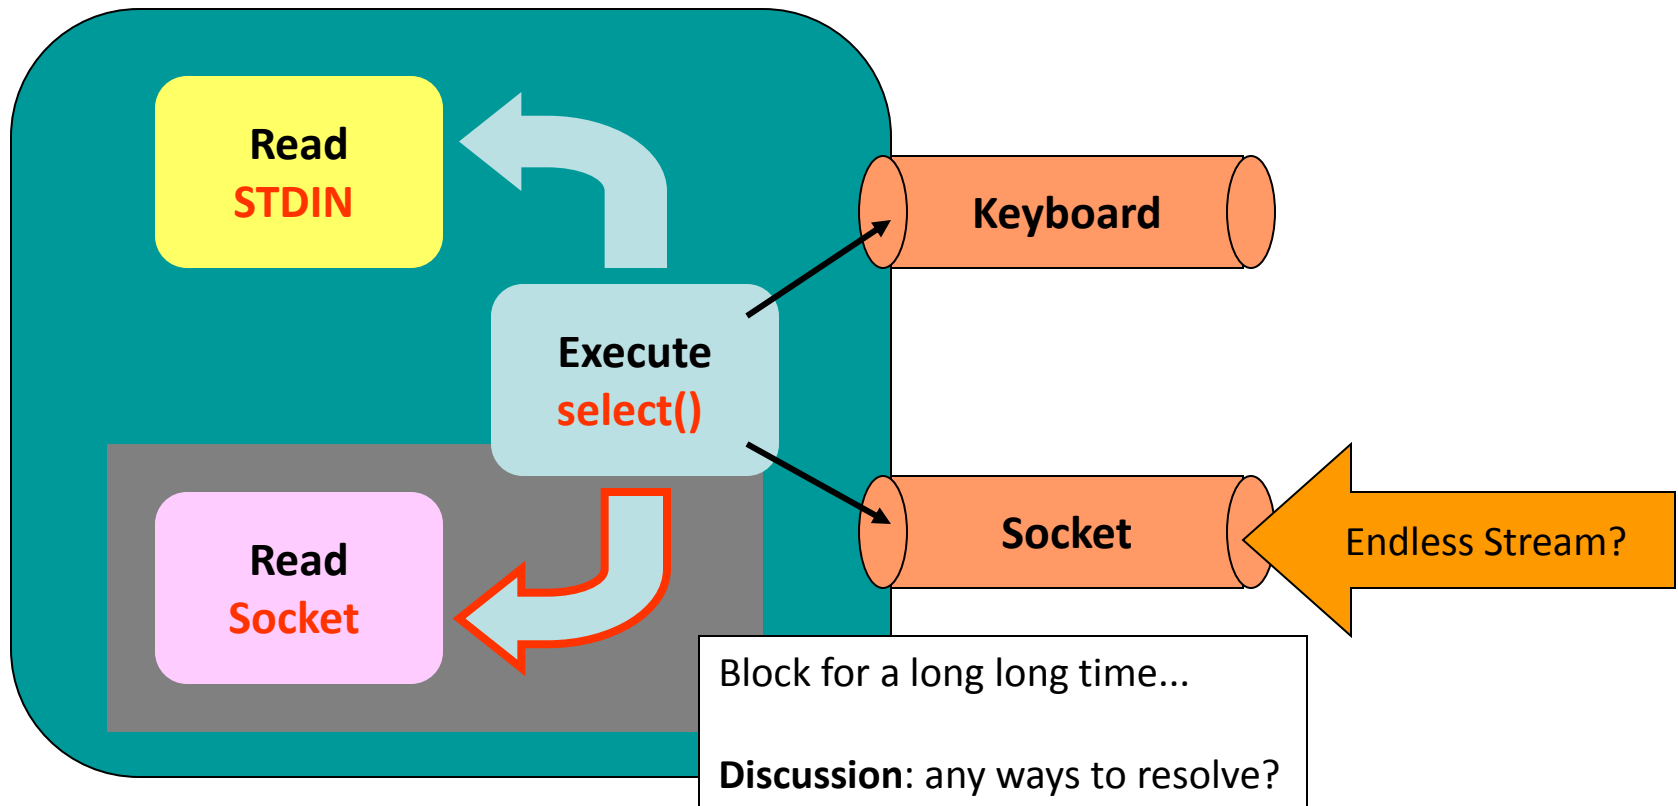 Read
STDIN
Keyboard
Execute
select()
Read
Socket
Socket
Endless Stream?
Block for a long long time...
Discussion: any ways to resolve?